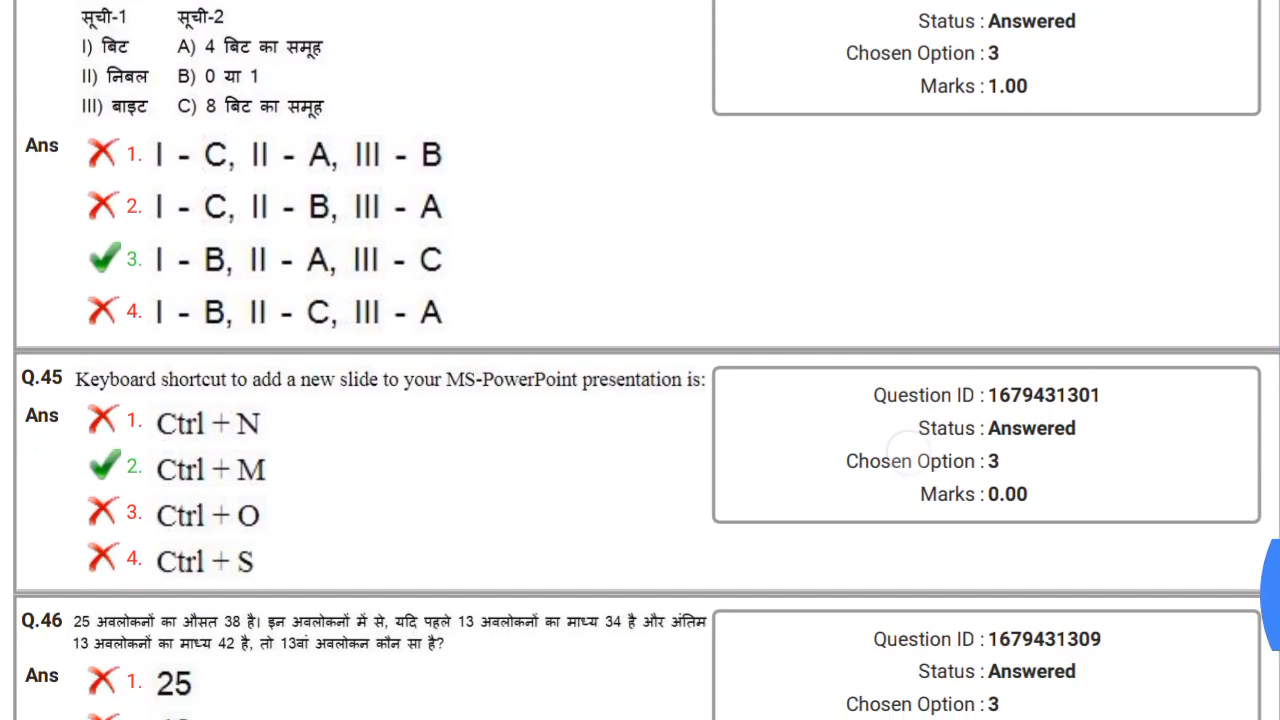 सूची-1 सूची-2
I) बिट A) 4 बिट का समूह
II) निबल B) 0 या 1
III) बाइट C) 8 बिट का समूह
Status : Answered
Chosen Option : 3
Marks : 1.00
Ans
1. I - C, II - A, III - B
2. I - C, II - B, III - A
3. I - B, II - A, III - C
4. I - B, II - C, III - A
Q.45 Keyboard shortcut to add a new slide to your MS-PowerPoint presentation is:
Ans
1. Ctrl + N
2. Ctrl + M
3. Ctrl + O
4. Ctrl + S
Question ID : 1679431301
Status : Answered
Chosen Option : 3
Marks : 0.00
Q.46 25 अवलोकनों का औसत 38 है। इन अवलोकनों में से, यदि पहले 13 अवलोकनों का माध्य 34 है और अंतिम
13 अवलोकनों का माध्य 42 है, तो 13वां अवलोकन कौन सा है?
Ans
1. 25
Question ID : 1679431309
Status : Answered
Chosen Option : 3